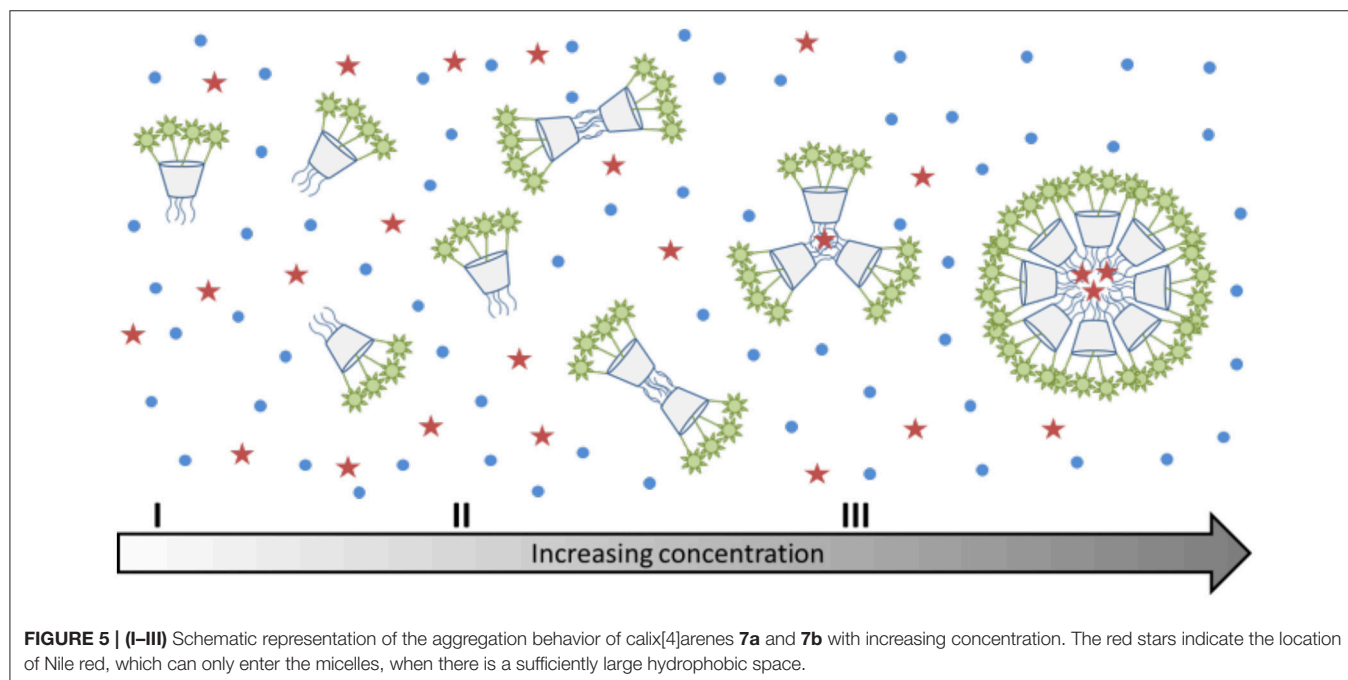 I II III
Increasing concentration
FIGURE 5 | (I–III) Schematic representation of the aggregation behavior of calix[4]arenes 7a and 7b with increasing concentration. The red stars indicate the location
of Nile red, which can only enter the micelles, when there is a sufficiently large hydrophobic space.